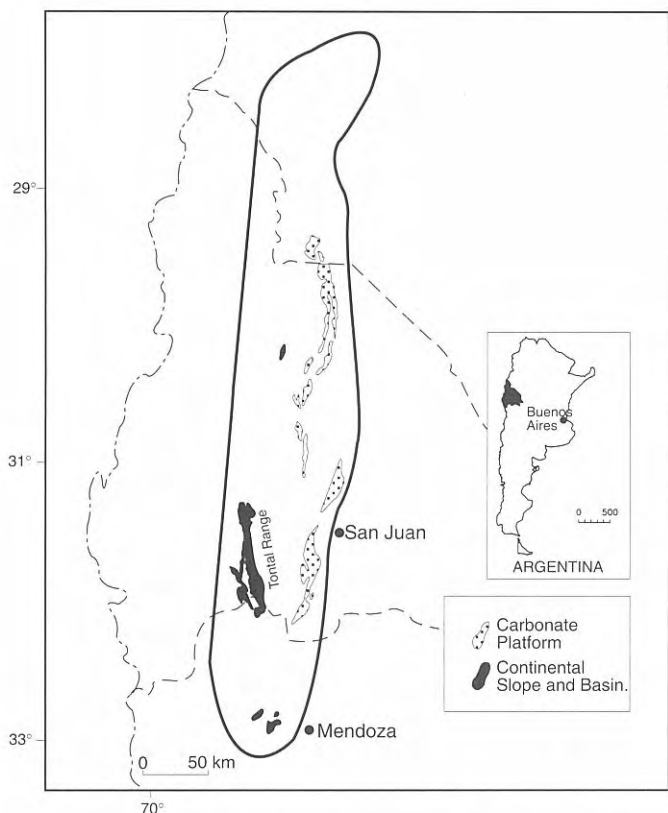 29°
31°
33°
70°
Tontal Range
San Juan
Mendoza
0 50 km
Buenos
Aires
0 500
ARGENTINA
Carbonate
Platform
Continental
Slope and Basin.